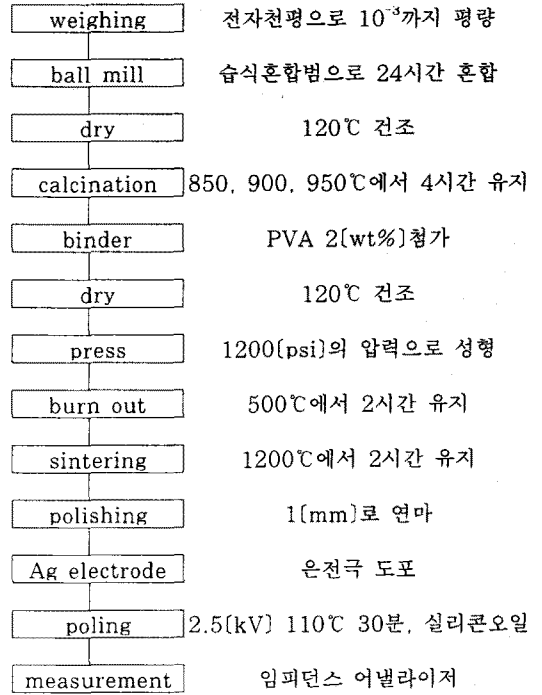 weighing 전자천평으로 10⁻³까지 평량
ball mill 습식혼합범으로 24시간 혼합
dry 120℃ 건조
calcination 850, 900, 950℃에서 4시간 유지
binder PVA 2[wt%]첨가
dry 120℃ 건조
press 1200[psi]의 압력으로 성형
burn out 500℃에서 2시간 유지
sintering 1200℃에서 2시간 유지
polishing 1[mm]로 연마
Ag electrode 은전극 도포
poling 2.5[kV] 110℃ 30분, 실리콘오일
measurement 임피던스 어낼라이저